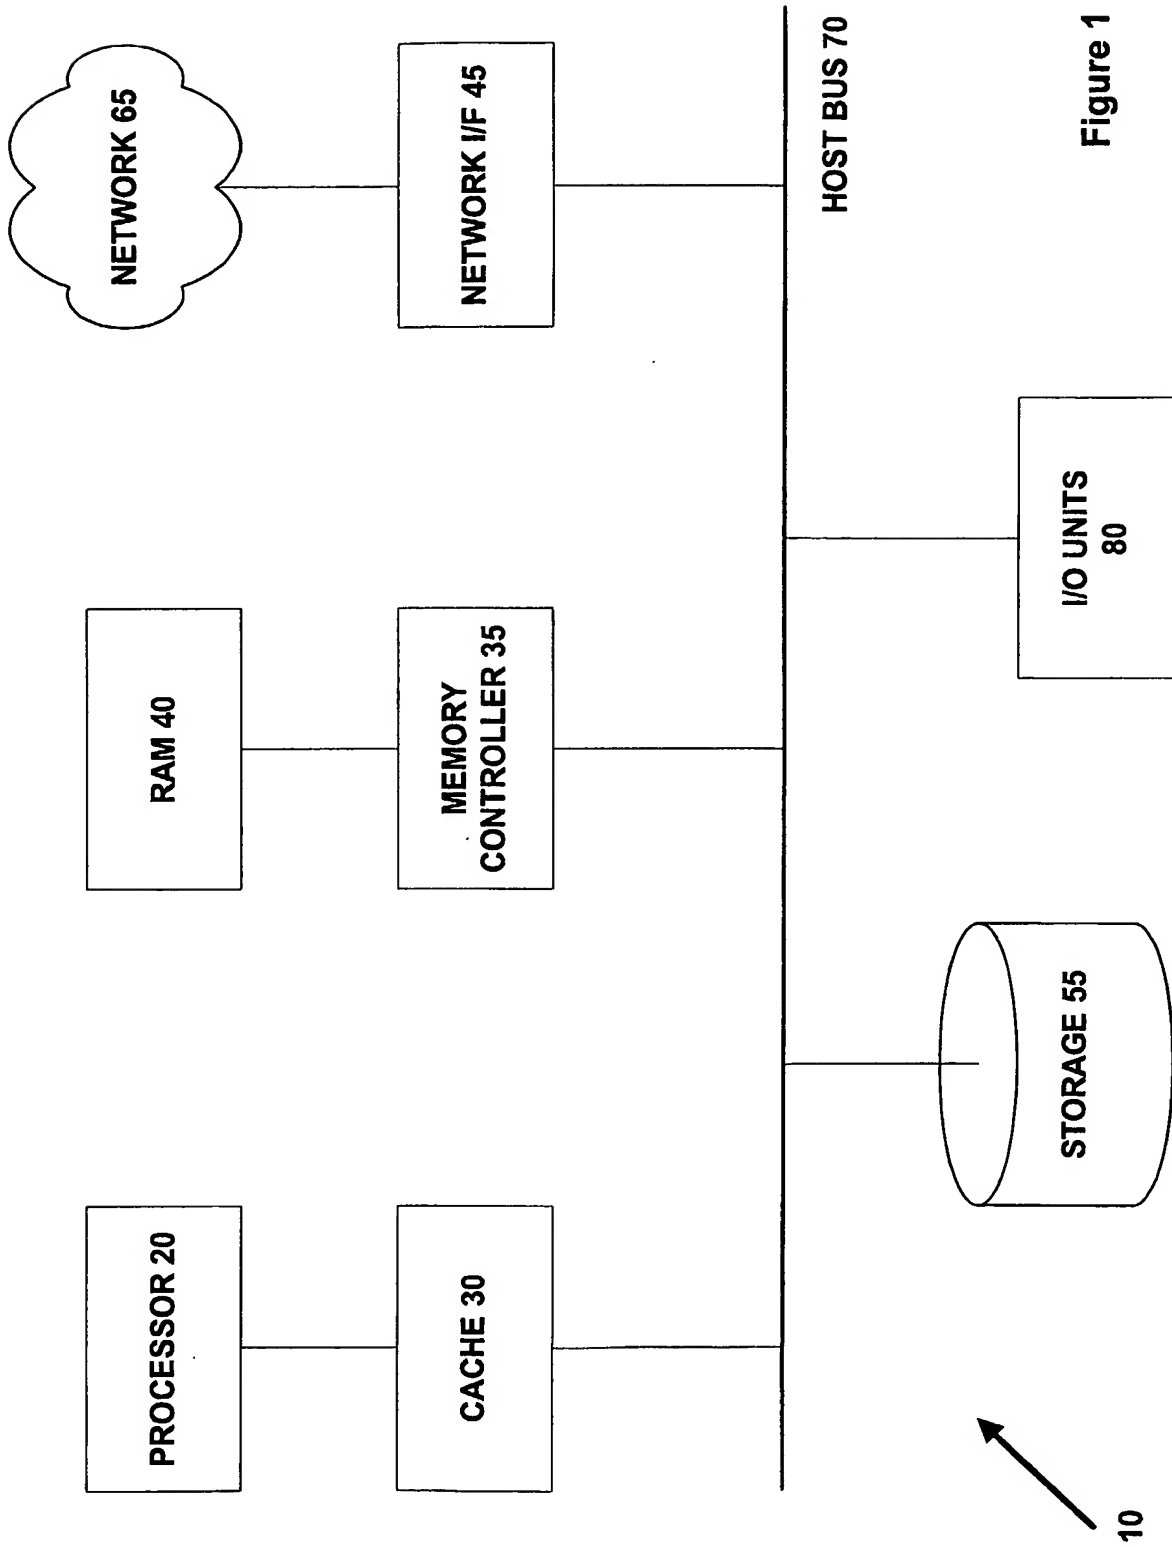 PROCESSOR 20
RAM 40
NETWORK 65
CACHE 30
MEMORY
CONTROLLER 35
NETWORK I/F 45
HOST BUS 70
STORAGE 55
I/O UNITS
80
10
Figure 1